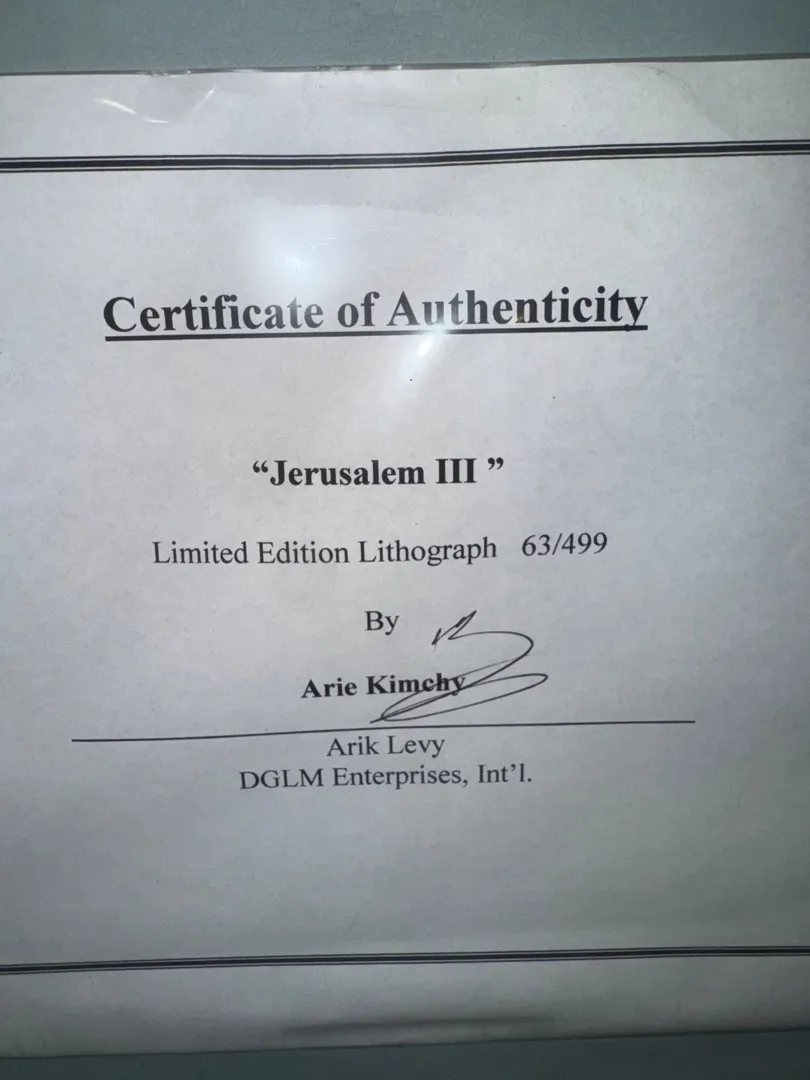 Certificate of Authenticity
“Jerusalem III ”
Limited Edition Lithograph 63/499
By
Arie Kimchy
Arik Levy
DGLM Enterprises, Int’l.